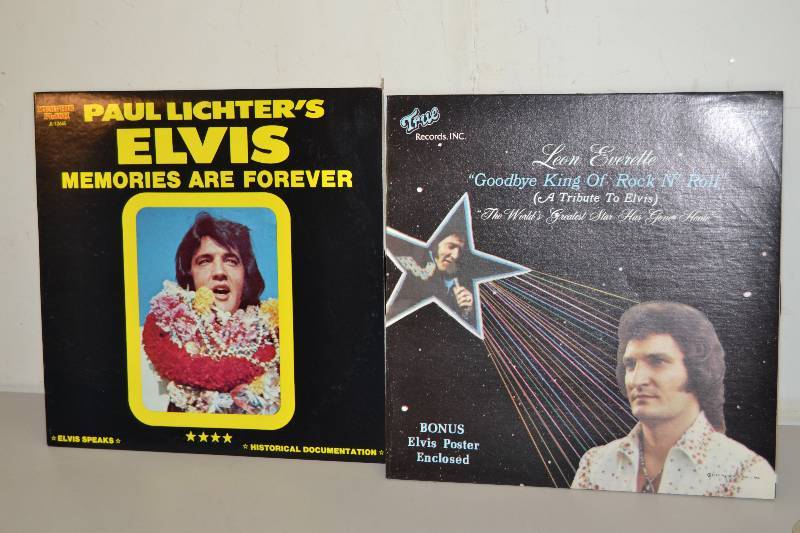 A-12645
PAUL LICHTER'S
ELVIS
MEMORIES ARE FOREVER
☆ ELVIS SPEAKS ☆
★★★★
☆ HISTORICAL DOCUMENTATION ☆
True
Records, INC.
Leon Everette
"Goodbye King Of Rock N' Roll"
(A Tribute To Elvis)
"The World's Greatest Star Has Gone Home"
BONUS
Elvis Poster
Enclosed